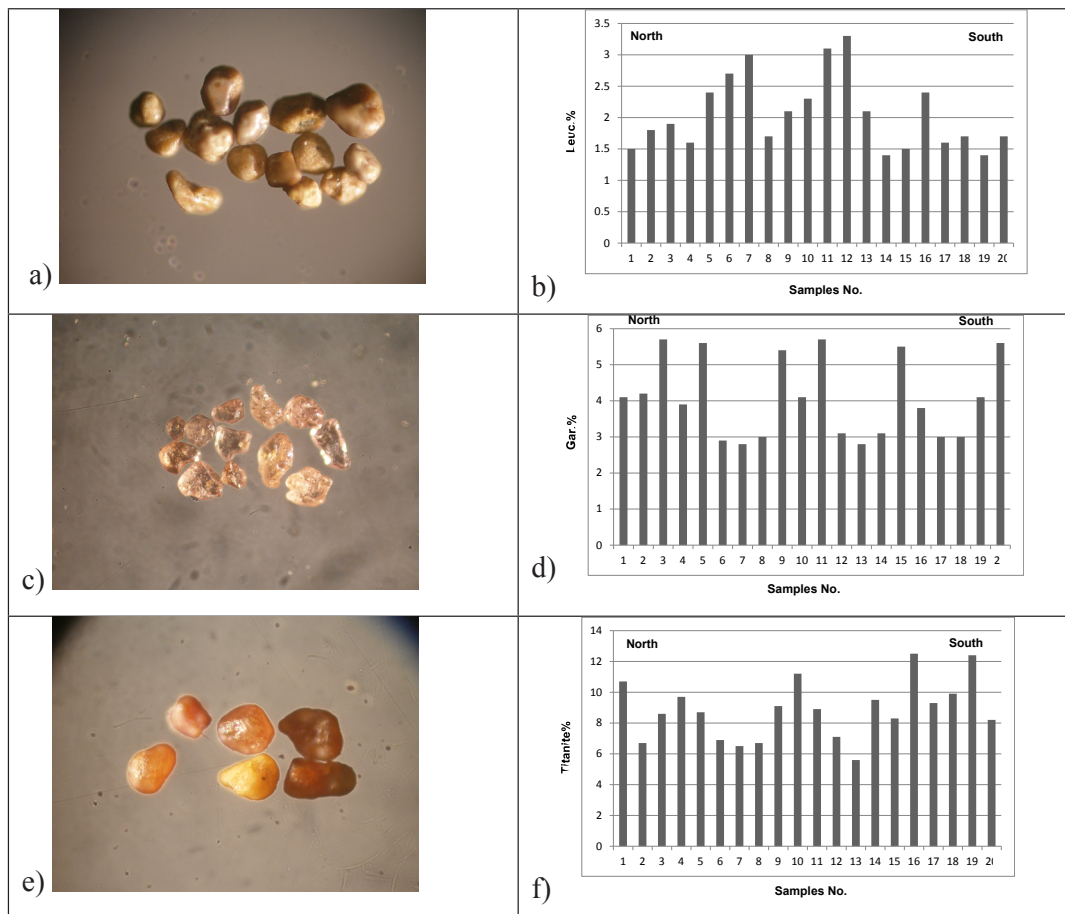 a)
3.5
3
2.5
2
1.5
1
0.5
0
Leuc.%
North South
1 2 3 4 5 6 7 8 9 10 11 12 13 14 15 16 17 18 19 20
Samples No.
b)
c)
6
5
4
3
2
1
0
Gar.%
North South
1 2 3 4 5 6 7 8 9 10 11 12 13 14 15 16 17 18 19 2
Samples No.
d)
e)
14
12
10
8
6
4
2
0
Titanite%
North South
1 2 3 4 5 6 7 8 9 10 11 12 13 14 15 16 17 18 19 20
Samples No.
f)